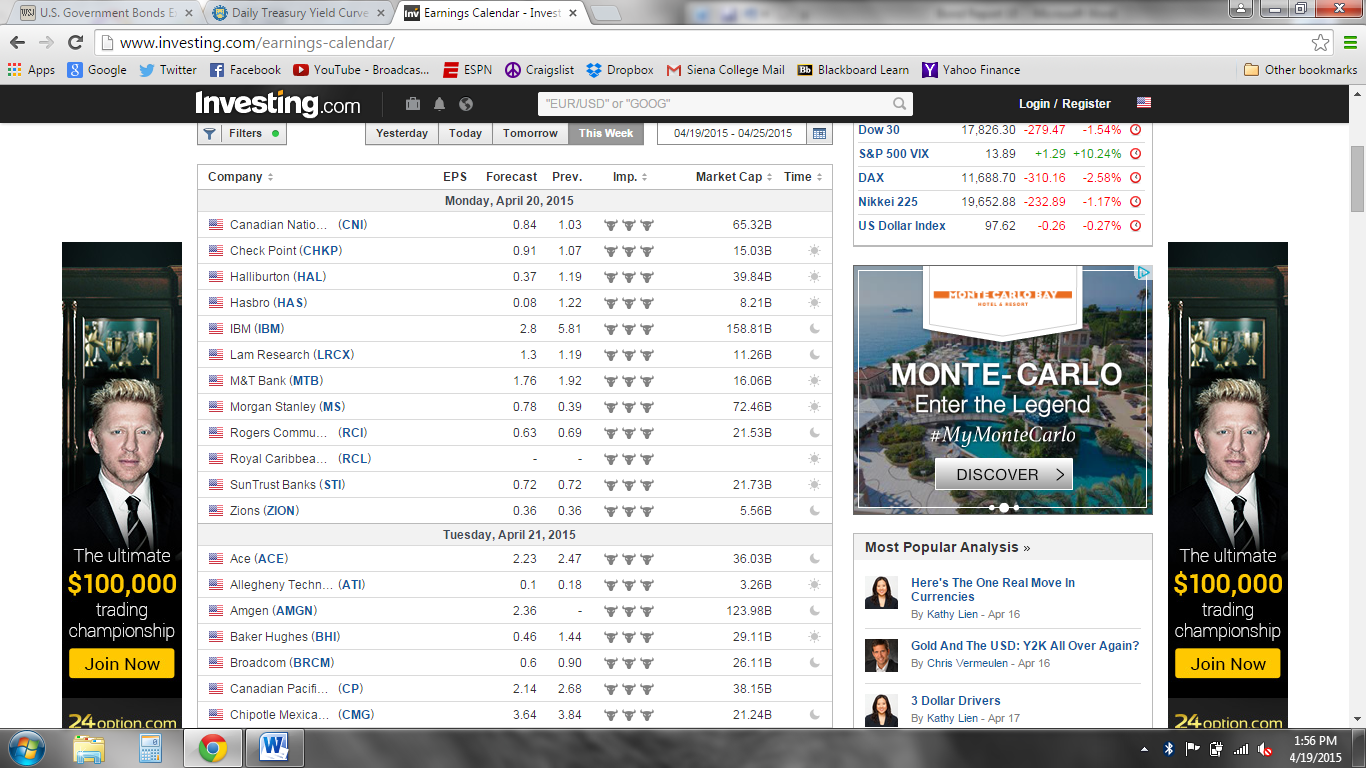 U.S. Government Bonds E
Daily Treasury Yield Curve
Earnings Calendar - Invest
www.investing.com/earnings-calendar/
Apps Google Twitter Facebook YouTube - Broadcas... ESPN Craigslist Dropbox Siena College Mail Blackboard Learn Yahoo Finance Other bookmarks
Investing.com "EUR/USD" or "GOOG" Login / Register
Filters Yesterday Today Tomorrow This Week 04/19/2015 - 04/25/2015
Company EPS Forecast Prev. Imp. Market Cap Time
Monday, April 20, 2015
Canadian Natio... (CNI) 0.84 1.03 65.32B
Check Point (CHKP) 0.91 1.07 15.03B
Halliburton (HAL) 0.37 1.19 39.84B
Hasbro (HAS) 0.08 1.22 8.21B
IBM (IBM) 2.8 5.81 158.81B
Lam Research (LRCX) 1.3 1.19 11.26B
M&T Bank (MTB) 1.76 1.92 16.06B
Morgan Stanley (MS) 0.78 0.39 72.46B
Rogers Commu... (RCI) 0.63 0.69 21.53B
Royal Caribbea... (RCL) - -
SunTrust Banks (STI) 0.72 0.72 21.73B
Zions (ZION) 0.36 0.36 5.56B
Tuesday, April 21, 2015
Ace (ACE) 2.23 2.47 36.03B
Allegheny Techn... (ATI) 0.1 0.18 3.26B
Amgen (AMGN) 2.36 - 123.98B
Baker Hughes (BHI) 0.46 1.44 29.11B
Broadcom (BRCM) 0.6 0.90 26.11B
Canadian Pacifi... (CP) 2.14 2.68 38.15B
Chipotle Mexica... (CMG) 3.64 3.84 21.24B
Dow 30 17,826.30 -279.47 -1.54%
S&P 500 VIX 13.89 +1.29 +10.24%
DAX 11,688.70 -310.16 -2.58%
Nikkei 225 19,652.88 -232.89 -1.17%
US Dollar Index 97.62 -0.26 -0.27%
MONTE CARLO BAY
HOTEL & RESORT
MONTE-CARLO
Enter the Legend
#MyMonteCarlo
DISCOVER >
Most Popular Analysis »
Here's The One Real Move In
Currencies
By Kathy Lien - Apr 16
Gold And The USD: Y2K All Over Again?
By Chris Vermeulen - Apr 16
3 Dollar Drivers
By Kathy Lien - Apr 17
The ultimate
$100,000
trading
championship
Join Now
24option.com
The ultimate
$100,000
trading
championship
Join Now
24option.com
1:56 PM
4/19/2015